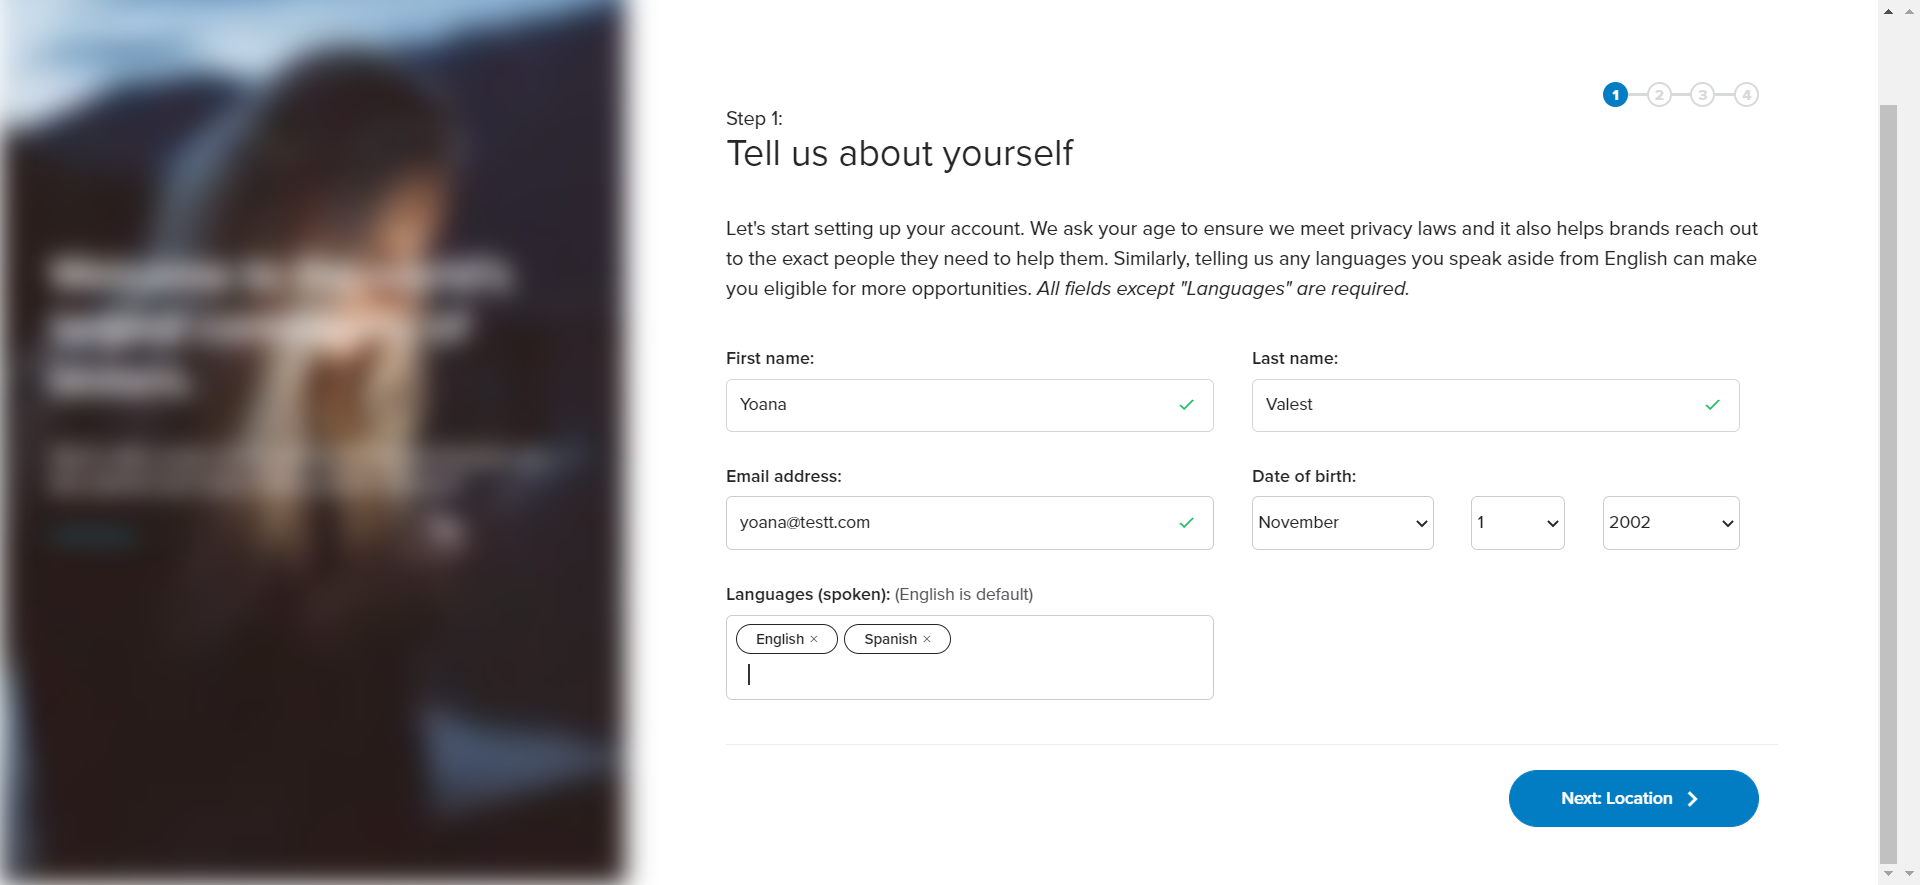 1 2 3 4
Step 1:
Tell us about yourself
Let's start setting up your account. We ask your age to ensure we meet privacy laws and it also helps brands reach out
to the exact people they need to help them. Similarly, telling us any languages you speak aside from English can make
you eligible for more opportunities. All fields except "Languages" are required.
First name:
Last name:
Yoana
Valest
Email address:
Date of birth:
yoana@testt.com
November
1
2002
Languages (spoken): (English is default)
English ×
Spanish ×
Next: Location